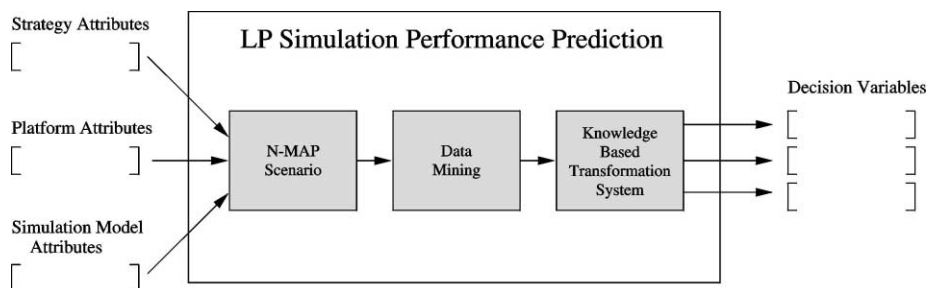 Strategy Attributes
LP Simulation Performance Prediction
Decision Variables
Platform Attributes
N-MAP
Scenario
Data
Mining
Knowledge
Based
Transformation
System
Simulation Model
Attributes